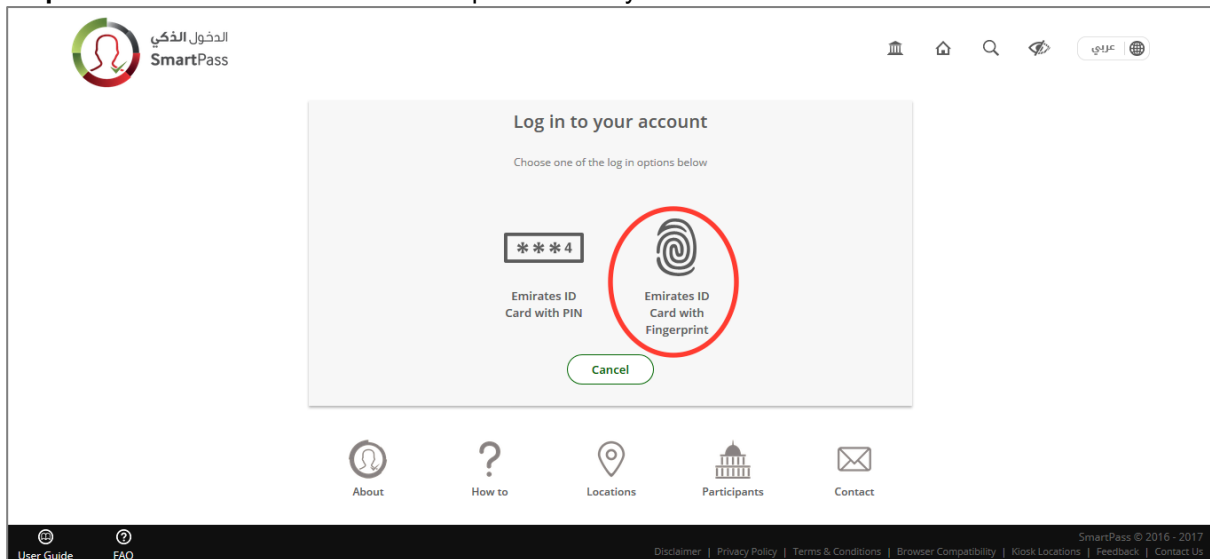 الدخول الذكي
SmartPass
عربي
Log in to your account
Choose one of the log in options below
***4
Emirates ID
Card with PIN
Emirates ID
Card with
Fingerprint
Cancel
About
How to
Locations
Participants
Contact
User Guide
FAQ
SmartPass © 2016 - 2017
Disclaimer | Privacy Policy | Terms & Conditions | Browser Compatibility | Kiosk Locations | Feedback | Contact Us